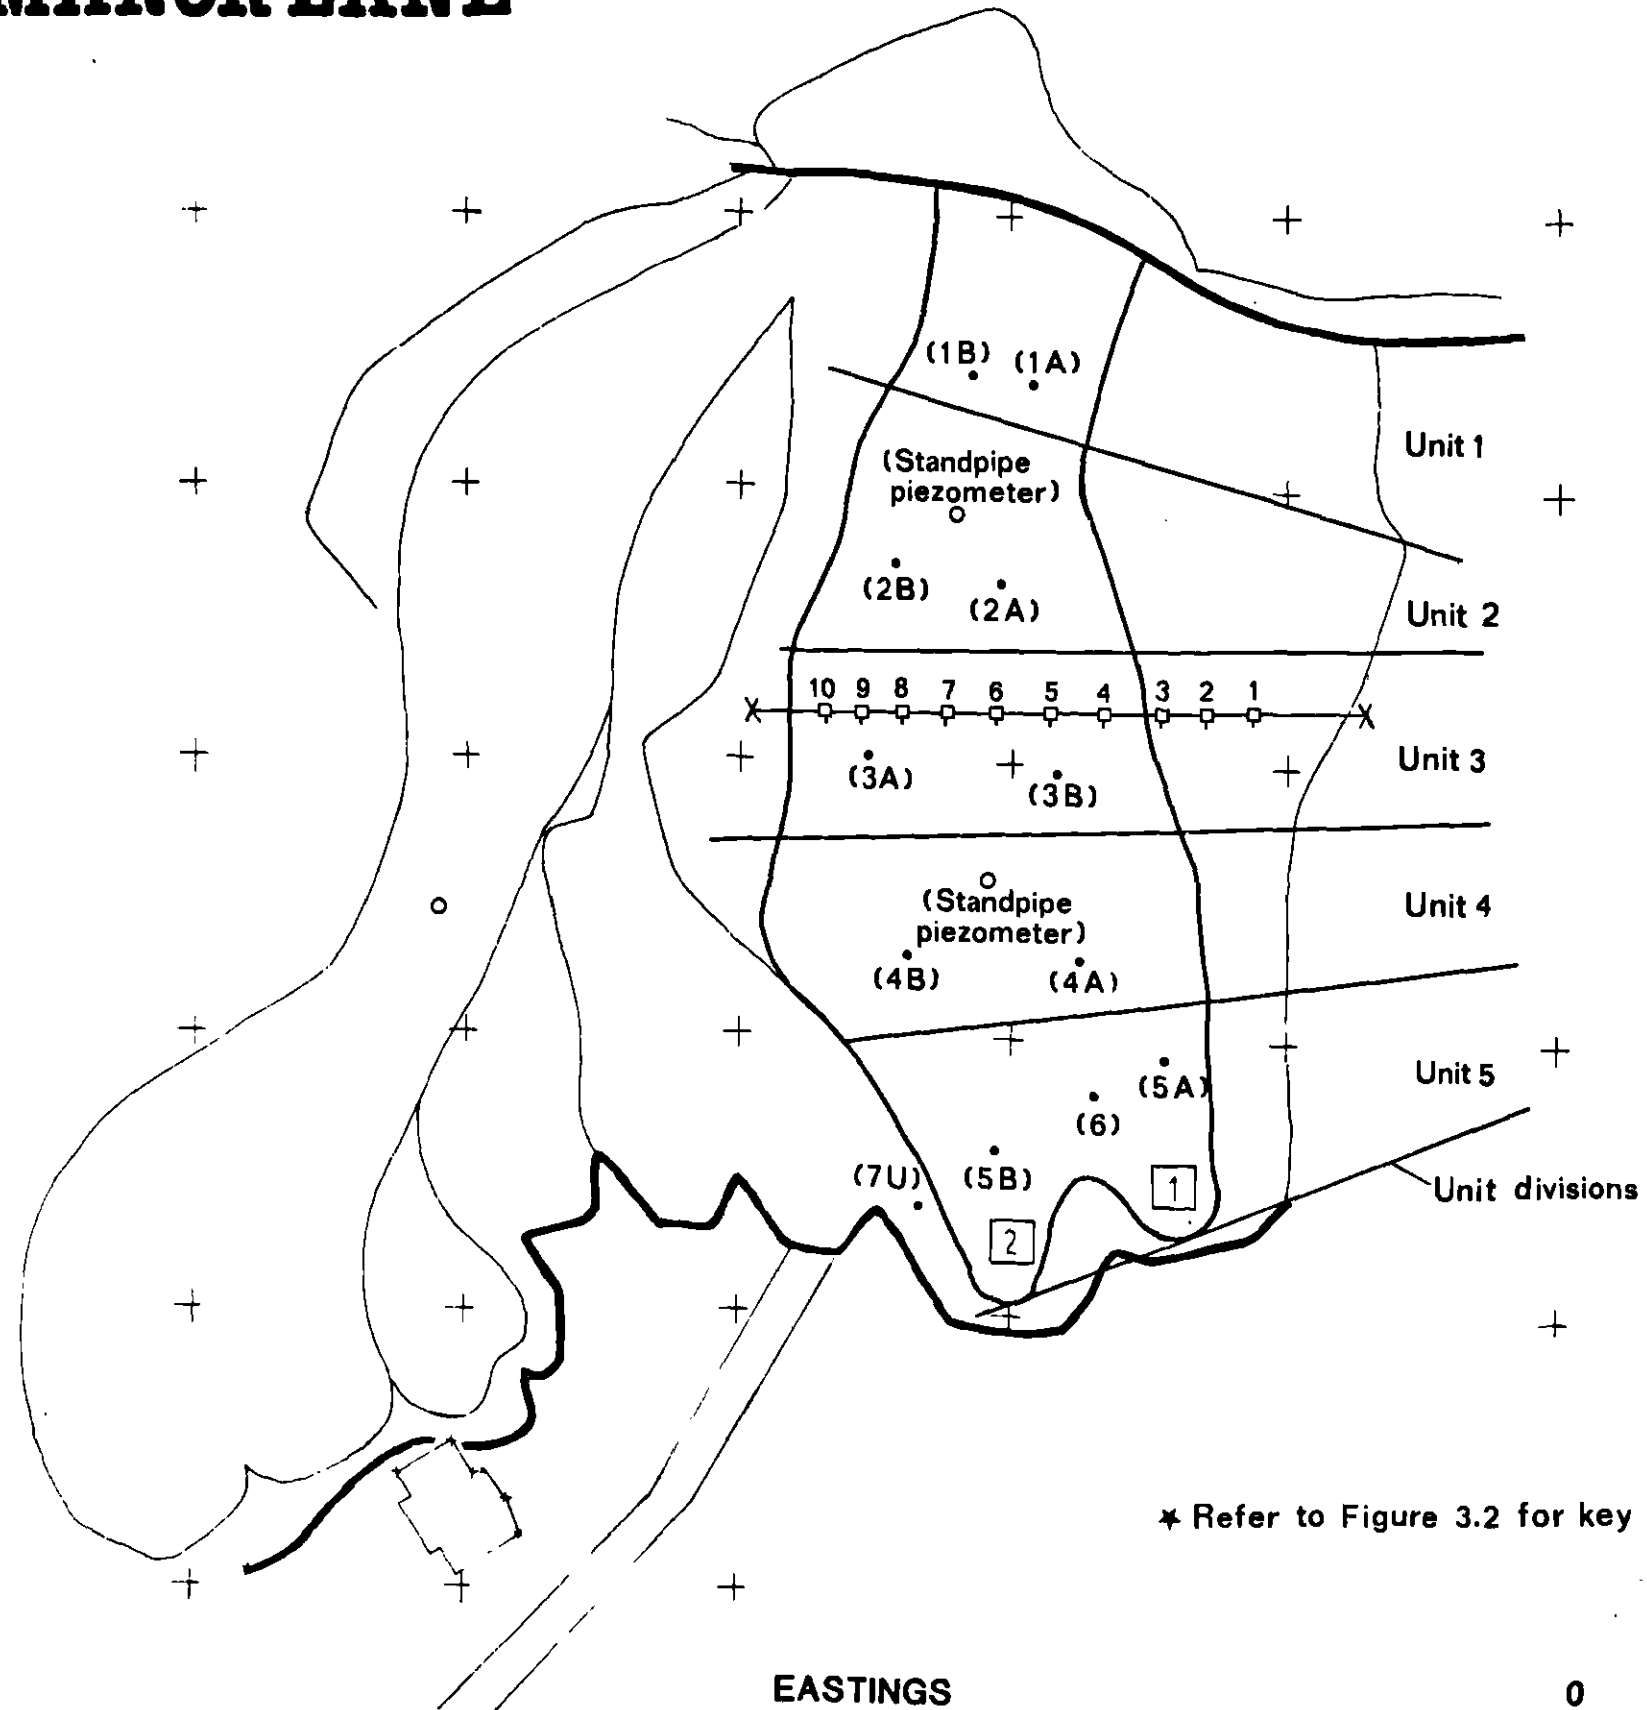 MANOR LANE
(1B) (1A)
Unit 1
(Standpipe
piezometer)
(2B)
(2A)
Unit 2
10 9 8 7 6 5 4 3 2 1
X X
(3A)
(3B)
Unit 3
(Standpipe
piezometer)
Unit 4
(4B) (4A)
(5A)
Unit 5
(6)
(7U) (5B) 1
Unit divisions
2
* Refer to Figure 3.2 for key
EASTINGS 0